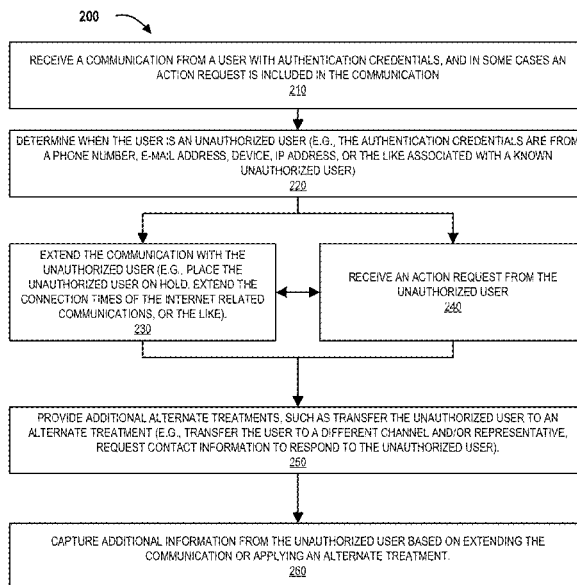 200
RECEIVE A COMMUNICATION FROM A USER WITH AUTHENTICATION CREDENTIALS, AND IN SOME CASES AN
ACTION REQUEST IS INCLUDED IN THE COMMUNICATION
210
DETERMINE WHEN THE USER IS AN UNAUTHORIZED USER (E.G., THE AUTHENTICATION CREDENTIALS ARE FROM
A PHONE NUMBER, E-MAIL ADDRESS, DEVICE, IP ADDRESS, OR THE LIKE ASSOCIATED WITH A KNOWN
UNAUTHORIZED USER)
220
EXTEND THE COMMUNICATION WITH THE
UNAUTHORIZED USER (E.G., PLACE THE
UNAUTHORIZED USER ON HOLD, EXTEND THE
CONNECTION TIMES OF THE INTERNET RELATED
COMMUNICATIONS, OR THE LIKE).
230
RECEIVE AN ACTION REQUEST FROM THE
UNAUTHORIZED USER
240
PROVIDE ADDITIONAL ALTERNATE TREATMENTS, SUCH AS TRANSFER THE UNAUTHORIZED USER TO AN
ALTERNATE TREATMENT (E.G., TRANSFER THE USER TO A DIFFERENT CHANNEL AND/OR REPRESENTATIVE,
REQUEST CONTACT INFORMATION TO RESPOND TO THE UNAUTHORIZED USER).
250
CAPTURE ADDITIONAL INFORMATION FROM THE UNAUTHORIZED USER BASED ON EXTENDING THE
COMMUNICATION OR APPLYING AN ALTERNATE TREATMENT.
260